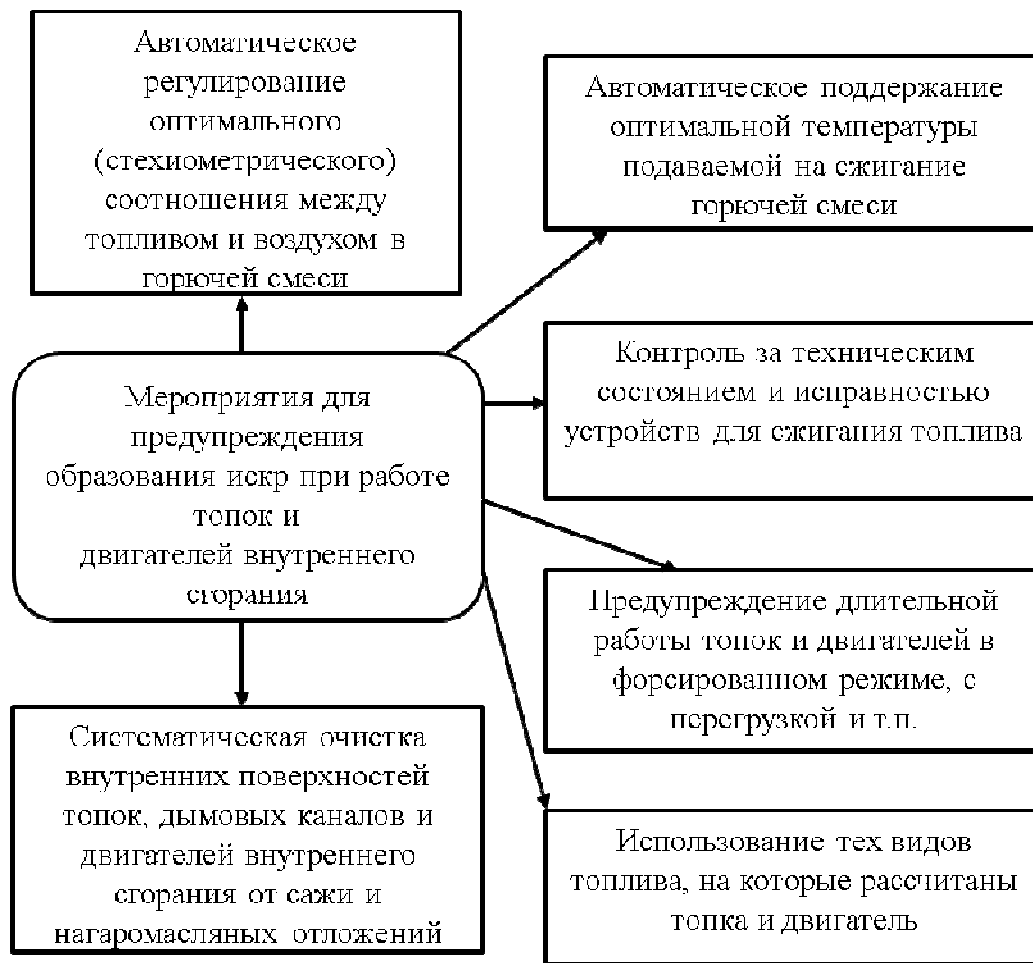 Автоматическое
регулирование
оптимального
(стехиометрического)
соотношения между
топливом и воздухом в
горючей смеси
Автоматическое поддержание
оптимальной температуры
подаваемой на сжигание
горючей смеси
Мероприятия для
предупреждения
образования искр при работе
топок и
двигателей внутреннего
сгорания
Контроль за техническим
состоянием и исправностью
устройств для сжигания топлива
Предупреждение длительной
работы топок и двигателей в
форсированном режиме, с
перегрузкой и т.п.
Систематическая очистка
внутренних поверхностей
топок, дымовых каналов и
двигателей внутреннего
сгорания от сажи и
нагаромасляных отложений
Использование тех видов
топлива, на которые рассчитаны
топка и двигатель